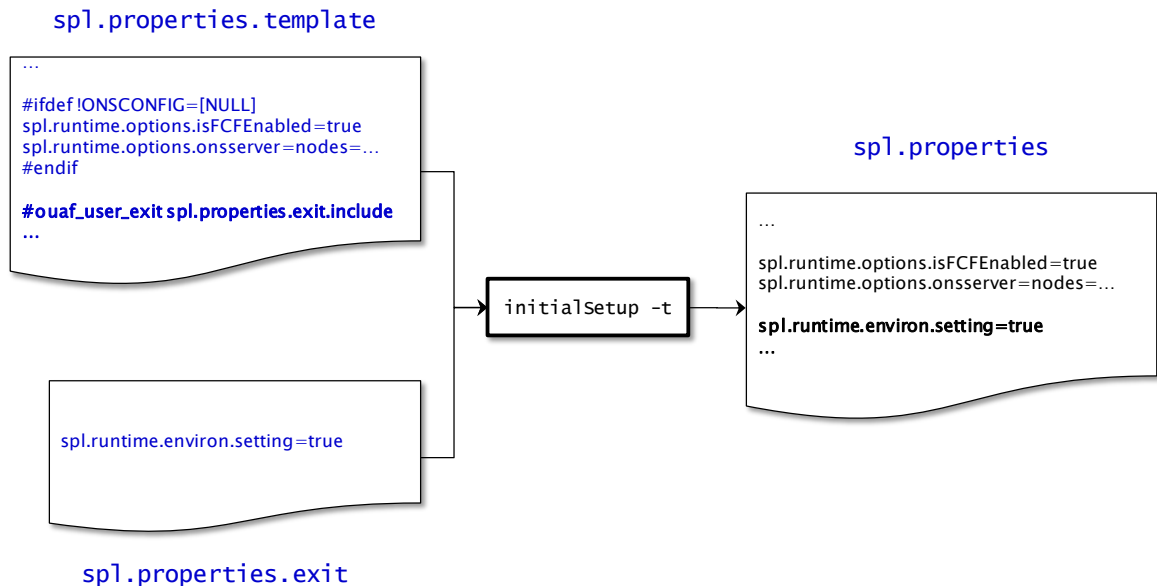 spl.properties.template
...
#ifdef !ONSCONFIG=[NULL]
spl.runtime.options.isFCFEnabled=true
spl.runtime.options.onsserver=nodes=...
#endif
#ouaf_user_exit spl.properties.exit.include
...
spl.runtime.environ.setting=true
spl.properties.exit
initialSetup -t
spl.properties
...
spl.runtime.options.isFCFEnabled=true
spl.runtime.options.onsserver=nodes=...
spl.runtime.environ.setting=true
...